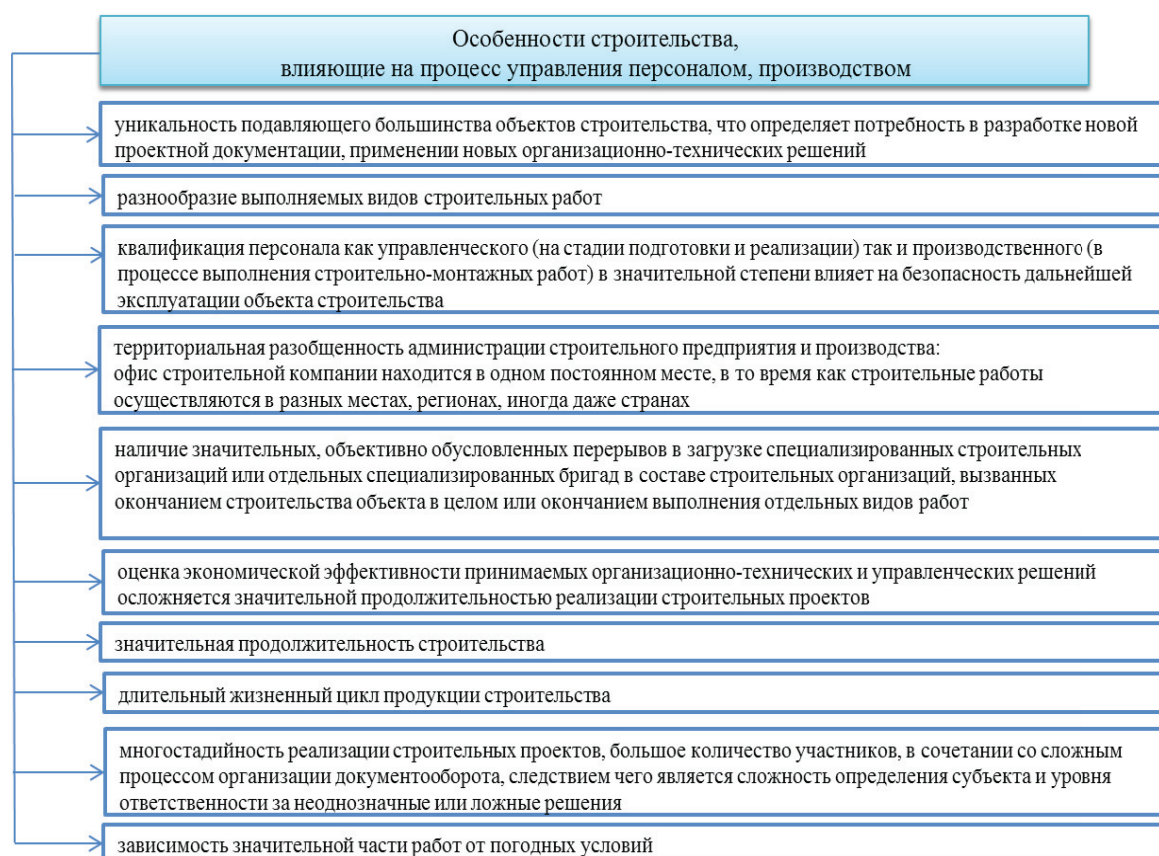 Особенности строительства,
влияющие на процесс управления персоналом, производством
уникальность подавляющего большинства объектов строительства, что определяет потребность в разработке новой
проектной документации, применении новых организационно-технических решений
разнообразие выполняемых видов строительных работ
квалификация персонала как управленческого (на стадии подготовки и реализации) так и производственного (в
процессе выполнения строительно-монтажных работ) в значительной степени влияет на безопасность дальнейшей
эксплуатации объекта строительства
территориальная разобщенность администрации строительного предприятия и производства:
офис строительной компании находится в одном постоянном месте, в то время как строительные работы
осуществляются в разных местах, регионах, иногда даже странах
наличие значительных, объективно обусловленных перерывов в загрузке специализированных строительных
организаций или отдельных специализированных бригад в составе строительных организаций, вызванных
окончанием строительства объекта в целом или окончанием выполнения отдельных видов работ
оценка экономической эффективности принимаемых организационно-технических и управленческих решений
осложняется значительной продолжительностью реализации строительных проектов
значительная продолжительность строительства
длительный жизненный цикл продукции строительства
многостадийность реализации строительных проектов, большое количество участников, в сочетании со сложным
процессом организации документооборота, следствием чего является сложность определения субъекта и уровня
ответственности за неоднозначные или ложные решения
зависимость значительной части работ от погодных условий